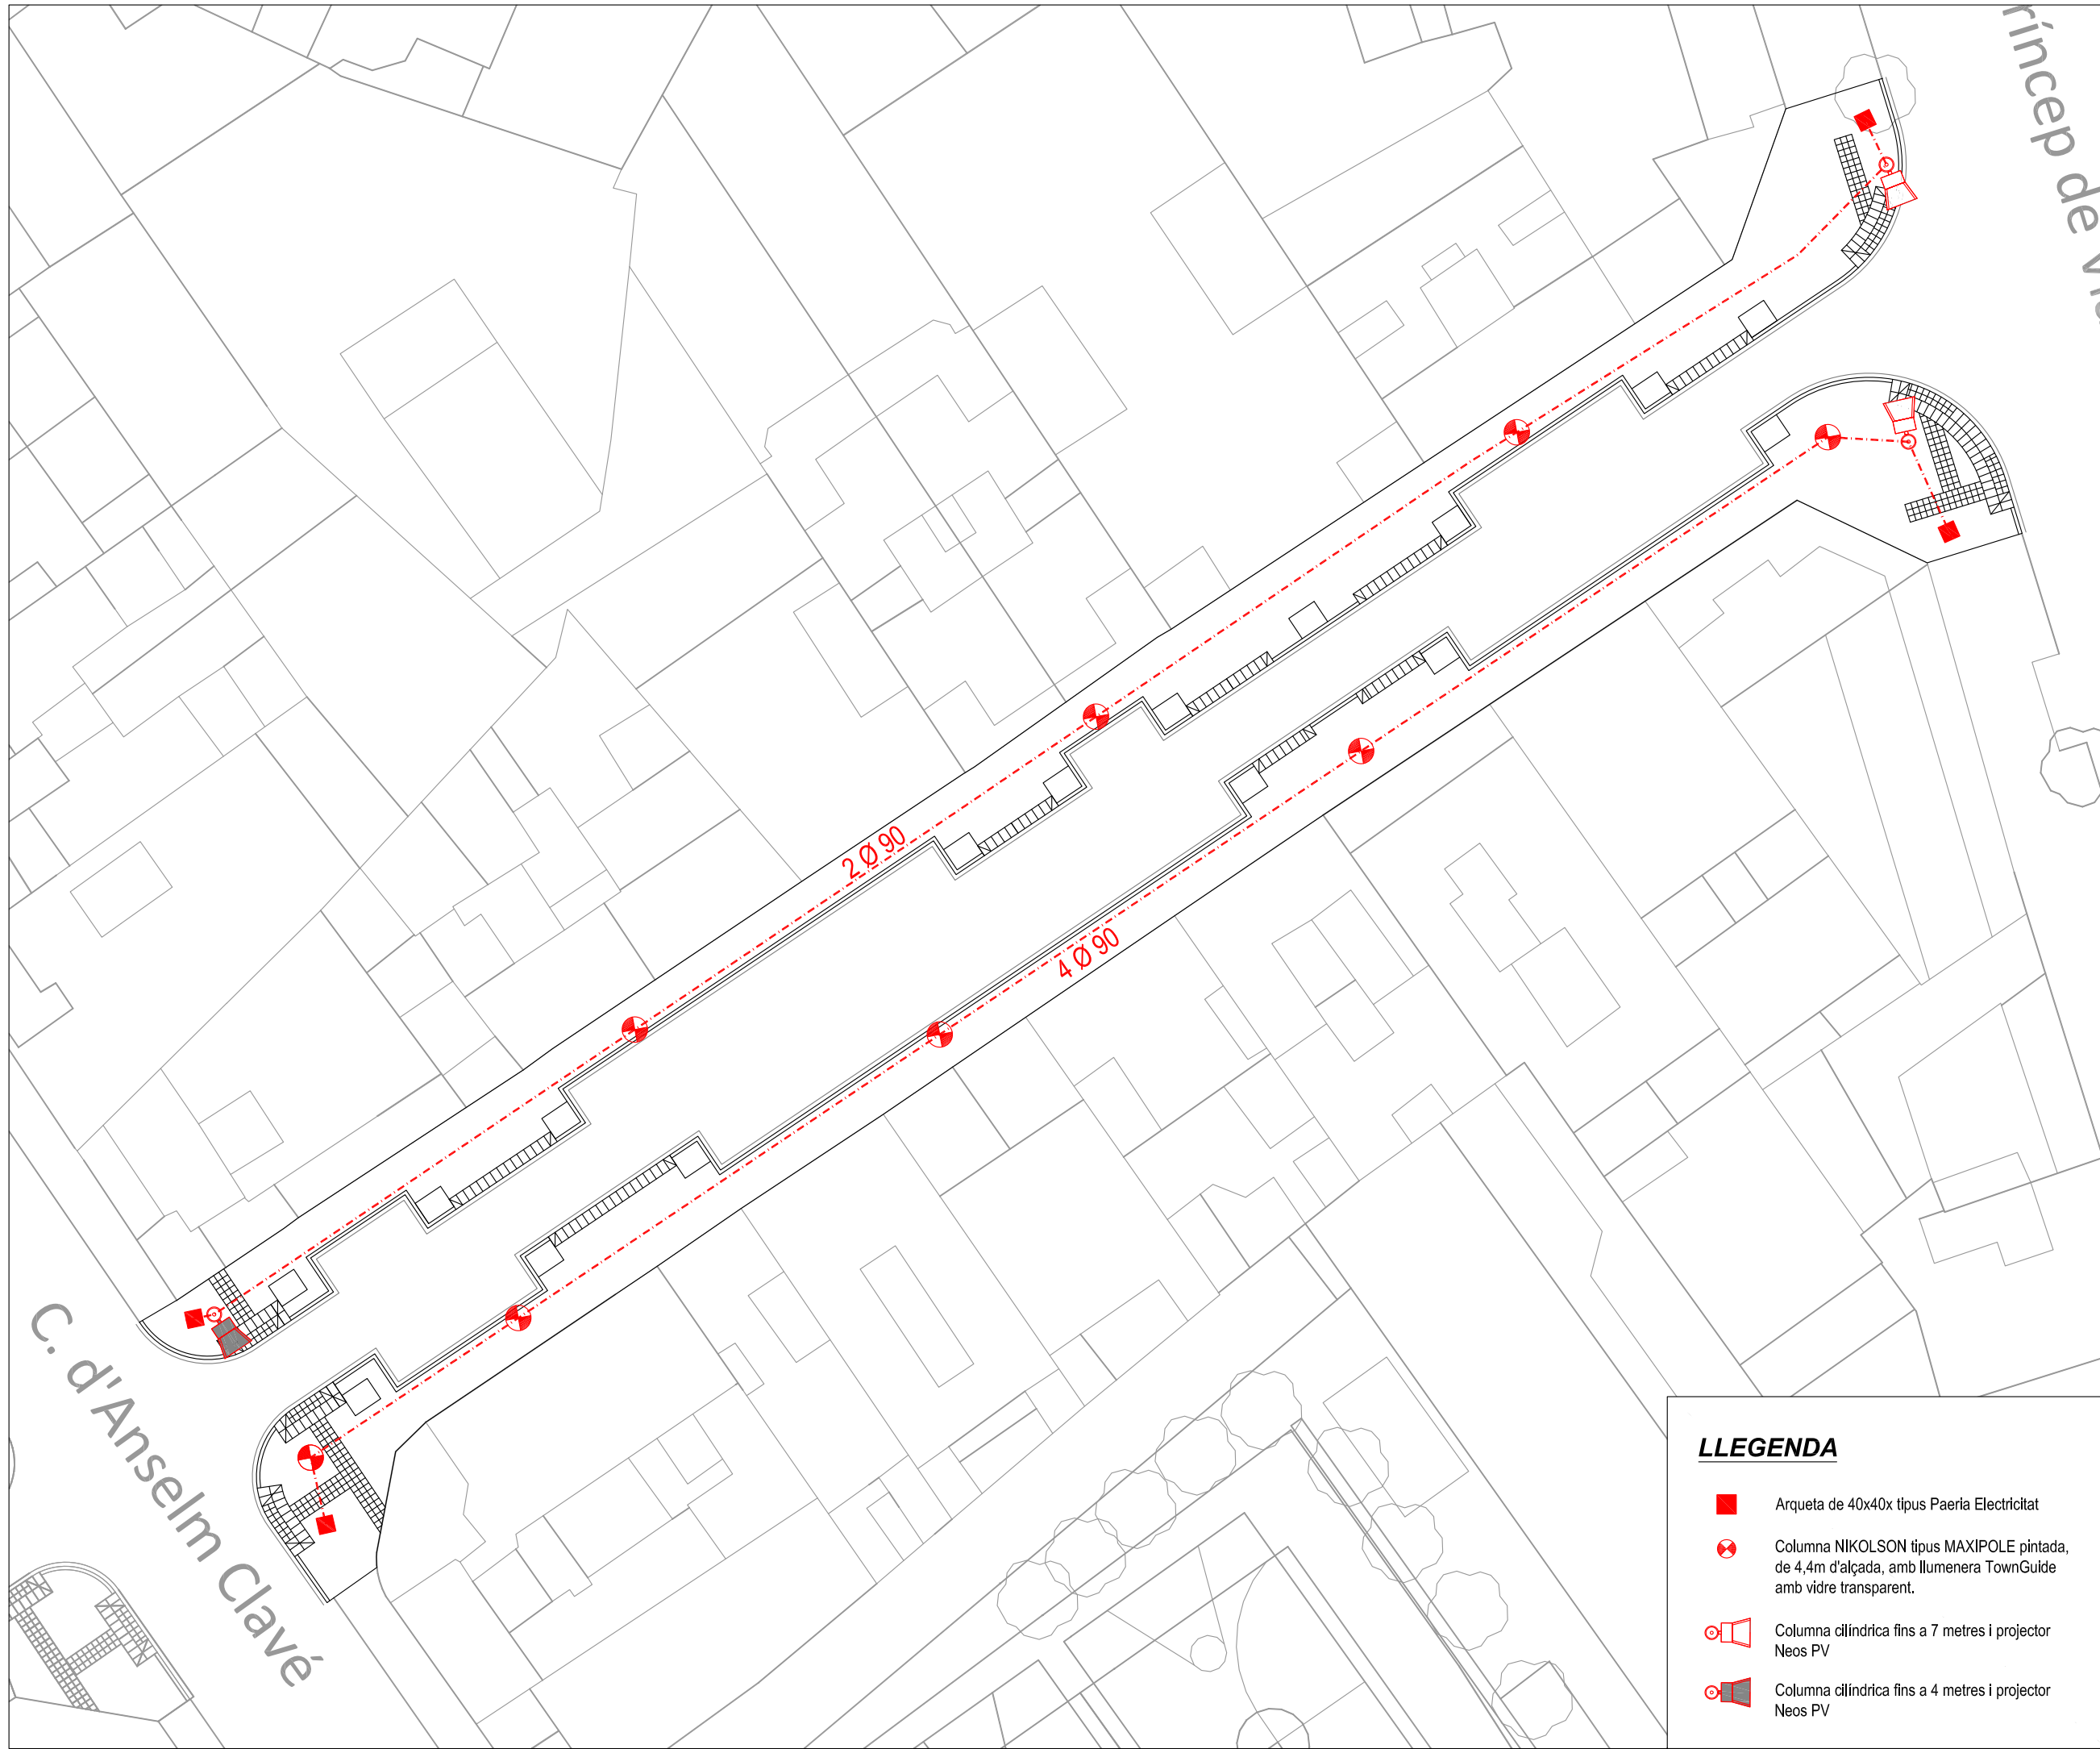 ríncep de
2 Ø 90
4 Ø 90
C. d'Anselm Clavé
LLEGENDA
Arqueta de 40x40x tipus Paeria Electricitat
Columna NIKOLSON tipus MAXIPOLE pintada,
de 4,4m d'alçada, amb llumenera TownGuide
amb vidre transparent.
Columna cilíndrica fins a 7 metres i projector
Neos PV
Columna cilíndrica fins a 4 metres i projector
Neos PV